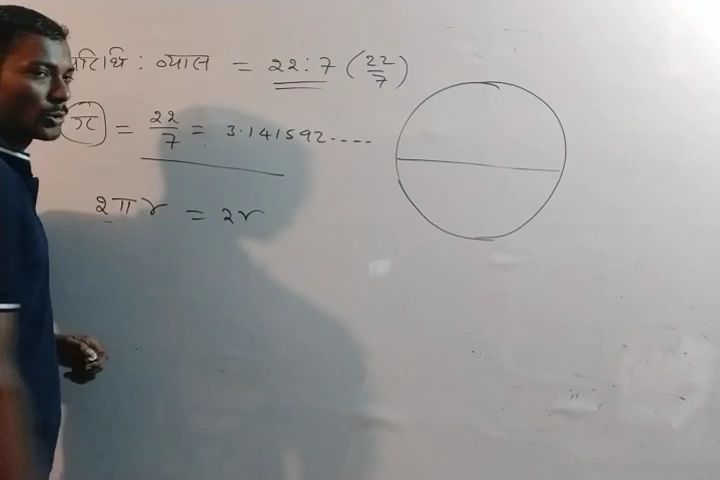 परिधि : व्यास = 22 : 7 (22/7)
π = 22/7 = 3.141592....
2πr = 2r